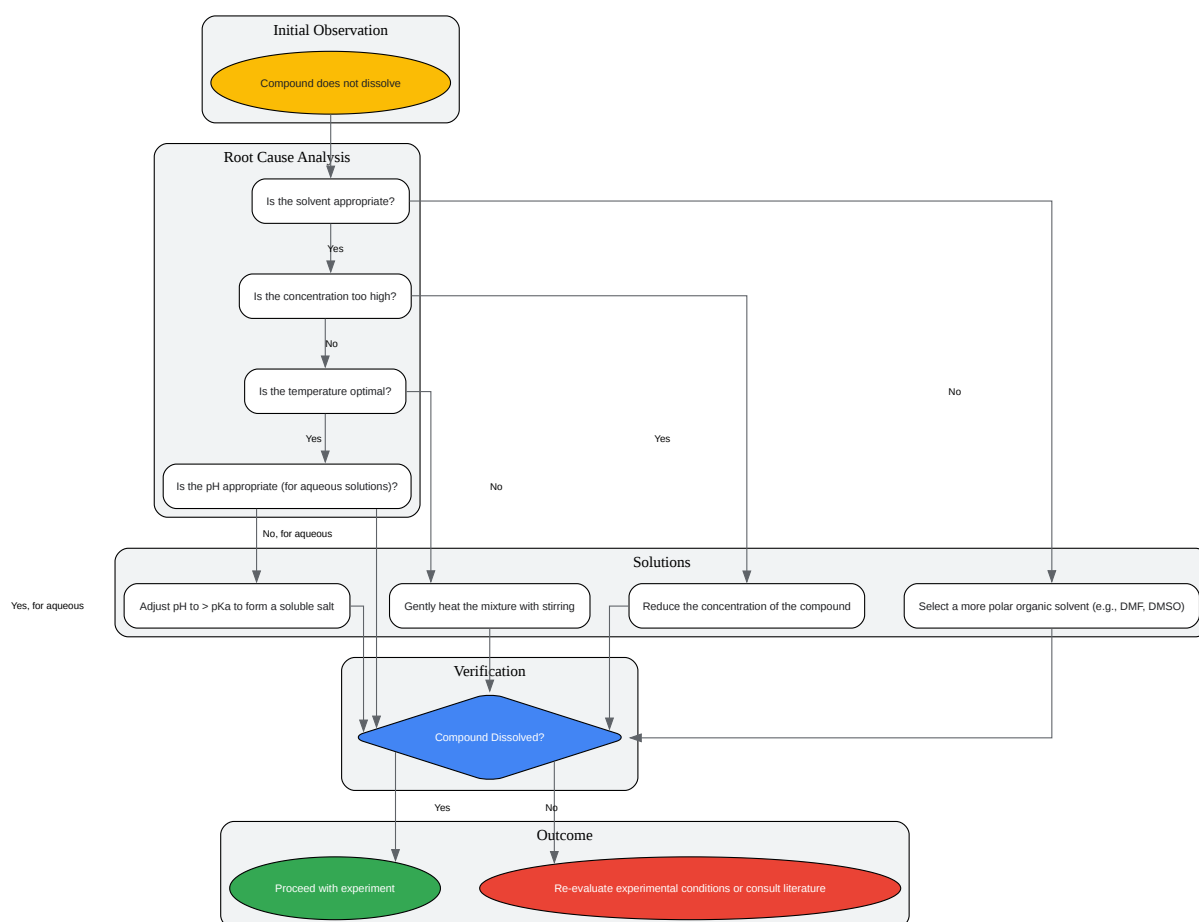 Initial Observation
Compound does not dissolve
Root Cause Analysis
Is the solvent appropriate?
Yes
Is the concentration too high?
No
Is the temperature optimal?
No
Yes
Yes
Is the pH appropriate (for aqueous solutions)?
No
No, for aqueous
Solutions
Yes, for aqueous
Adjust pH to > pKa to form a soluble salt
Gently heat the mixture with stirring
Reduce the concentration of the compound
Select a more polar organic solvent (e.g., DMF, DMSO)
Verification
Compound Dissolved?
Yes
No
Outcome
Proceed with experiment
Re-evaluate experimental conditions or consult literature